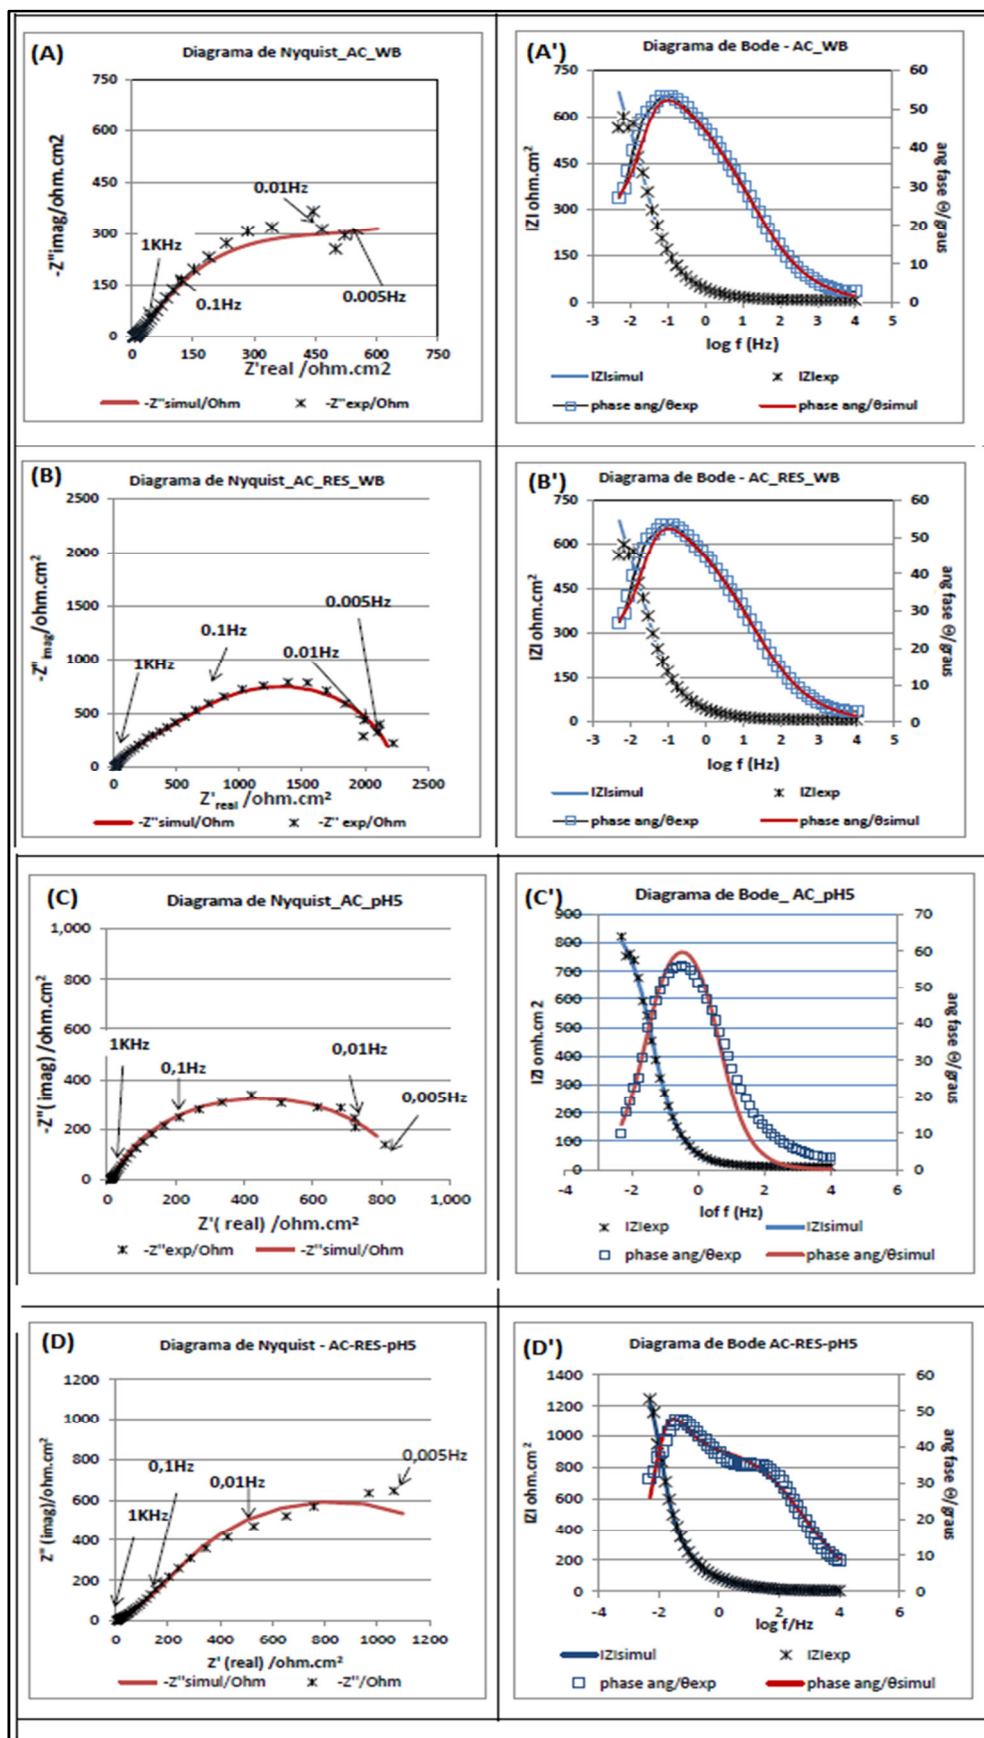 (A)
Diagrama de Nyquist_AC_WB
-Z"imag/ohm.cm2
750
600
450
300
150
0
0.01Hz
1KHz
0.1Hz
0.005Hz
0 150 300 450 600 750
Z'real /ohm.cm2
-Z"simul/Ohm -Z"exp/Ohm
(A')
Diagrama de Bode - AC_WB
IZI ohm.cm²
750
600
450
300
150
0
60
50
40
30
20
10
0
ang fase Θ/graus
-3 -2 -1 0 1 2 3 4 5
log f (Hz)
IZIsimul IZIexp
phase ang/θexp phase ang/θsimul
(B)
Diagrama de Nyquist_AC_RES_WB
-Z"imag/ohm.cm²
2500
2000
1500
1000
500
0
0.005Hz
0.1Hz
0.01Hz
1KHz
0 500 1000 1500 2000 2500
Z'real /ohm.cm²
-Z"simul/Ohm -Z" exp/Ohm
(B')
Diagrama de Bode - AC_RES_WB
IZI ohm.cm²
750
600
450
300
150
0
60
50
40
30
20
10
0
ang fase Θ/graus
-3 -2 -1 0 1 2 3 4 5
log f (Hz)
IZIsimul IZIexp
phase ang/θexp phase ang/θsimul
(C)
Diagrama de Nyquist_AC_pH5
-Z"( imag) /ohm.cm²
1,000
800
600
400
200
0
1KHz
0,1Hz
0,01Hz
0,005Hz
0 200 400 600 800 1,000
Z'( real) /ohm.cm²
-Z"exp/Ohm -Z"simul/Ohm
(C')
Diagrama de Bode_ AC_pH5
IZI omh.cm 2
900
800
700
600
500
400
300
200
100
0
70
60
50
40
30
20
10
0
ang fase Θ/graus
-4 -2 0 2 4 6
lof f (Hz)
IZIexp IZIsimul
phase ang/θexp phase ang/θsimul
(D)
Diagrama de Nyquist - AC-RES-pH5
Z" (imag)/ohm.cm²
1200
1000
800
600
400
200
0
0,005Hz
0,1Hz
0,01Hz
1KHz
0 200 400 600 800 1000 1200
Z' (real) /ohm.cm²
-Z"simul/Ohm -Z"/Ohm
(D')
Diagrama de Bode AC-RES-pH5
IZI ohm.cm ²
1400
1200
1000
800
600
400
200
0
60
50
40
30
20
10
0
ang fase Θ/graus
-4 -2 0 2 4 6
log f/Hz
IZIsimul IZIexp
phase ang/θexp phase ang/θsimul